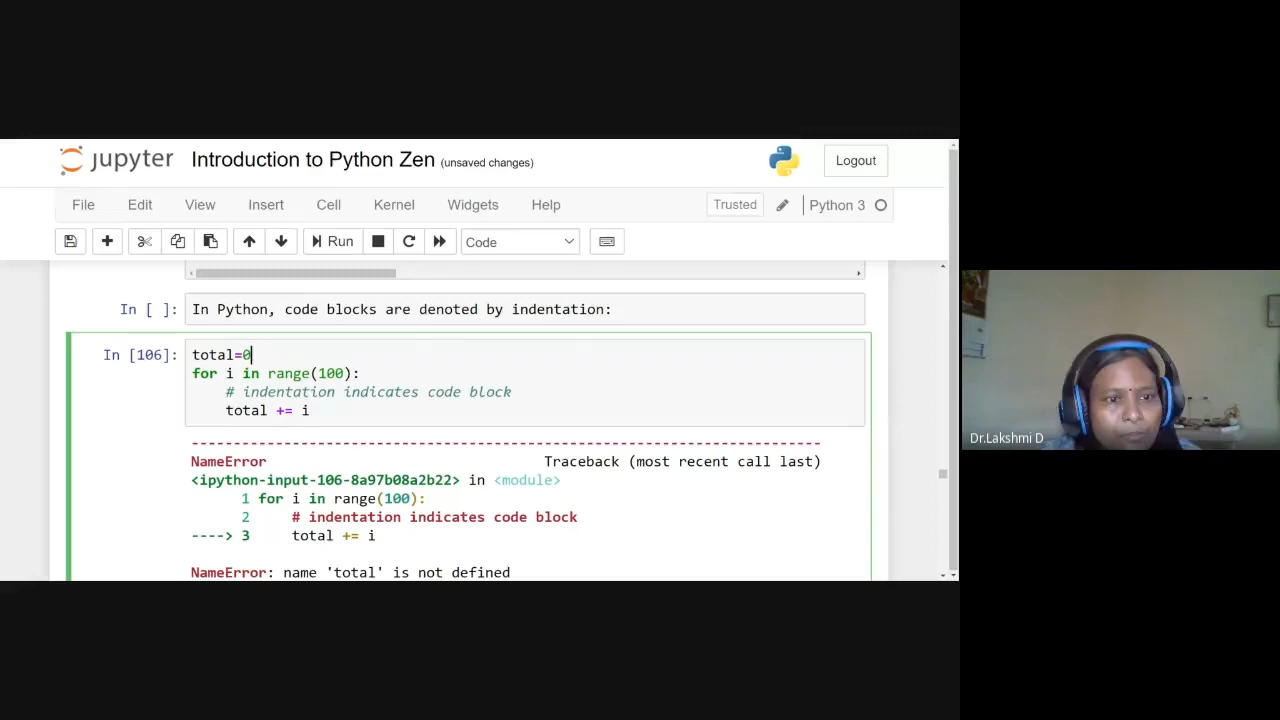 jupyter Introduction to Python Zen (unsaved changes) Logout
File Edit View Insert Cell Kernel Widgets Help Trusted Python 3
Run Code
In [ ]: In Python, code blocks are denoted by indentation:
In [106]: total=0
for i in range(100):
    # indentation indicates code block
    total += i
---------------------------------------------------------------------------
NameError Traceback (most recent call last)
<ipython-input-106-8a97b08a2b22> in <module>
1 for i in range(100):
2     # indentation indicates code block
----> 3     total += i
NameError: name 'total' is not defined
Dr.Lakshmi D